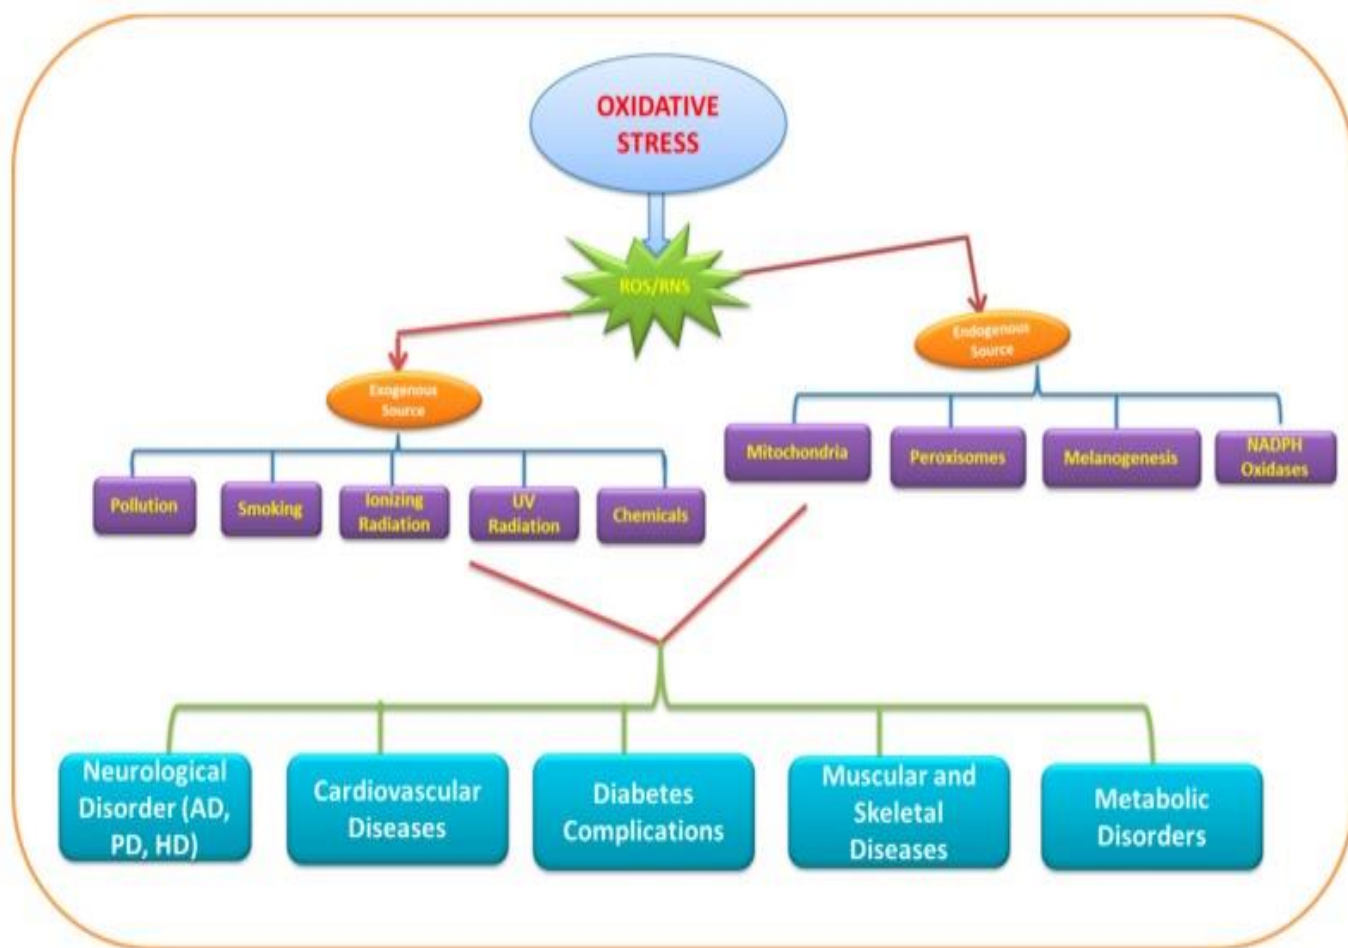 OXIDATIVE
STRESS
ROS/RNS
Endogenous
Source
Exogenous
Source
Mitochondria
Peroxisomes
Melanogenesis
NADPH
Oxidases
Pollution
Smoking
Ionizing
Radiation
UV
Radiation
Chemicals
Neurological
Disorder (AD,
PD, HD)
Cardiovascular
Diseases
Diabetes
Complications
Muscular and
Skeletal
Diseases
Metabolic
Disorders